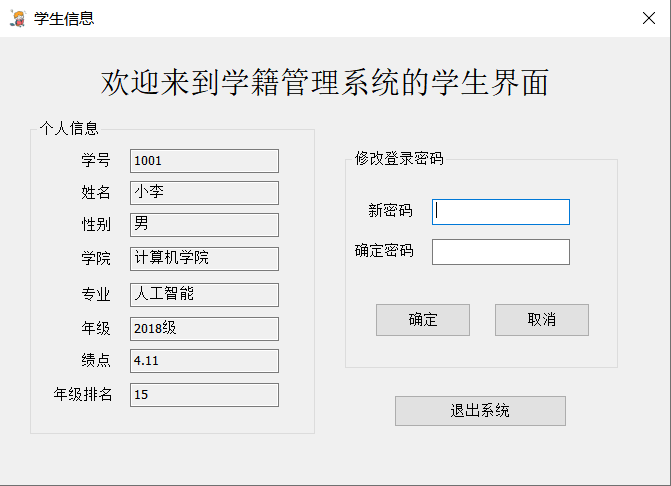 学生信息
欢迎来到学籍管理系统的学生界面
个人信息
学号 1001
姓名 小李
性别 男
学院 计算机学院
专业 人工智能
年级 2018级
绩点 4.11
年级排名 15
修改登录密码
新密码
确定密码
确定 取消
退出系统